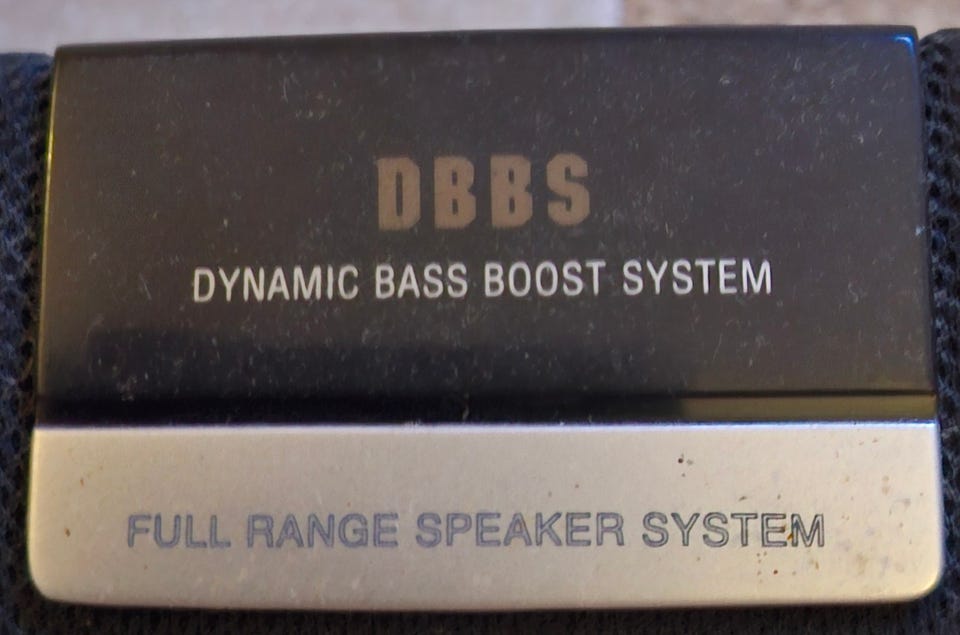 DBBS
DYNAMIC BASS BOOST SYSTEM
FULL RANGE SPEAKER SYSTEM